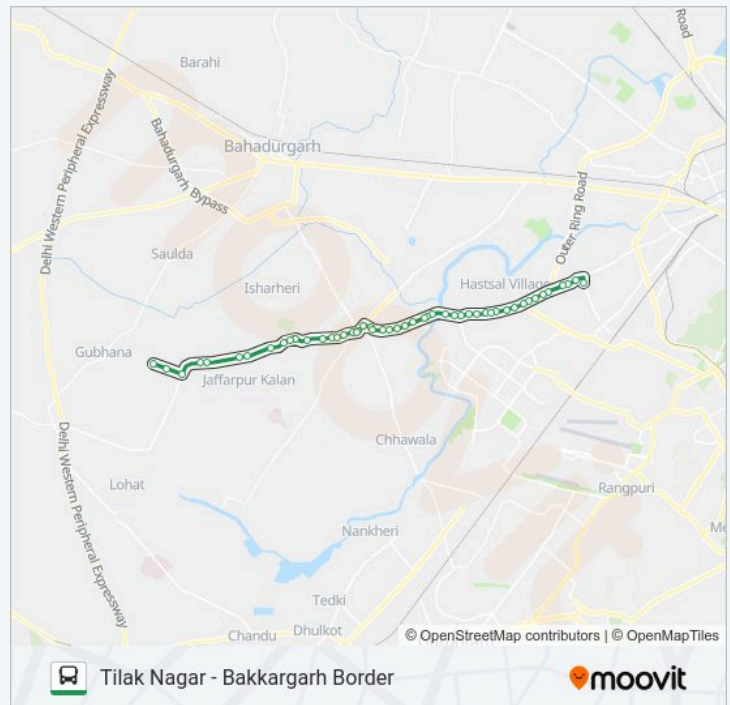 Road
Barahi
Delhi Western Peripheral Expressway
Bahadurgarh
Bahadurgarh Bypass
Outer Ring Road
Saulda
Isharheri
Hastsal Village
Gubhana
Jaffarpur Kalan
Chhawala
Delhi Western Peripheral Expressway
Lohat
Rangpuri
Nankheri
Me
Tedki
Chandu
Dhulkot
© OpenStreetMap contributors | © OpenMapTiles
Tilak Nagar - Bakkargarh Border
moovit